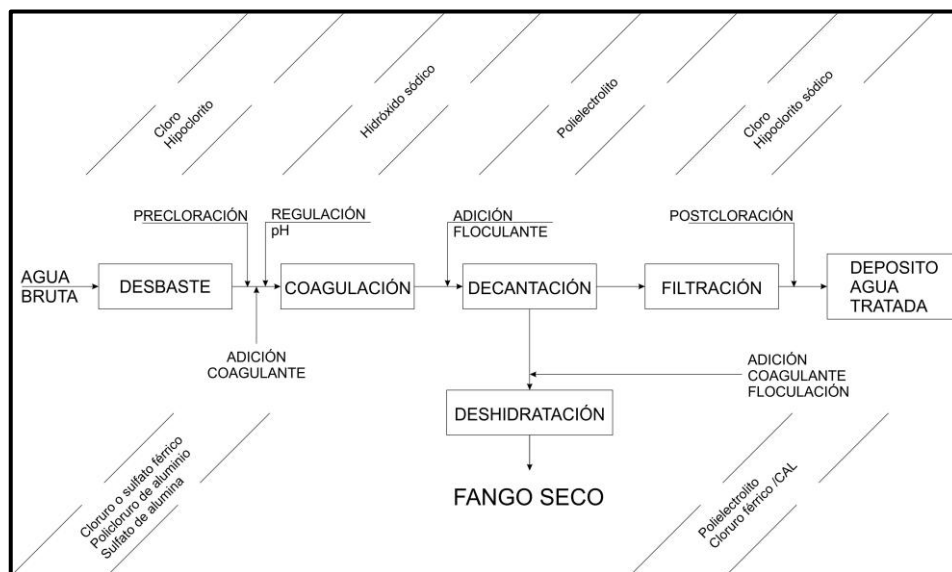 Cloro
Hipoclorito
Hidróxido sódico
Polielectrolito
Cloro
Hipoclorito sódico
PRECLORACIÓN
REGULACIÓN
pH
ADICIÓN
FLOCULANTE
POSTCLORACIÓN
AGUA
BRUTA
DESBASTE
COAGULACIÓN
DECANTACIÓN
FILTRACIÓN
DEPOSITO
AGUA
TRATADA
ADICIÓN
COAGULANTE
ADICIÓN
COAGULANTE
FLOCULACIÓN
DESHIDRATACIÓN
FANGO SECO
Cloruro o sulfato férrico
Policloruro de aluminio
Sulfato de alumina
Polielectrolito
Cloruro férrico /CAL